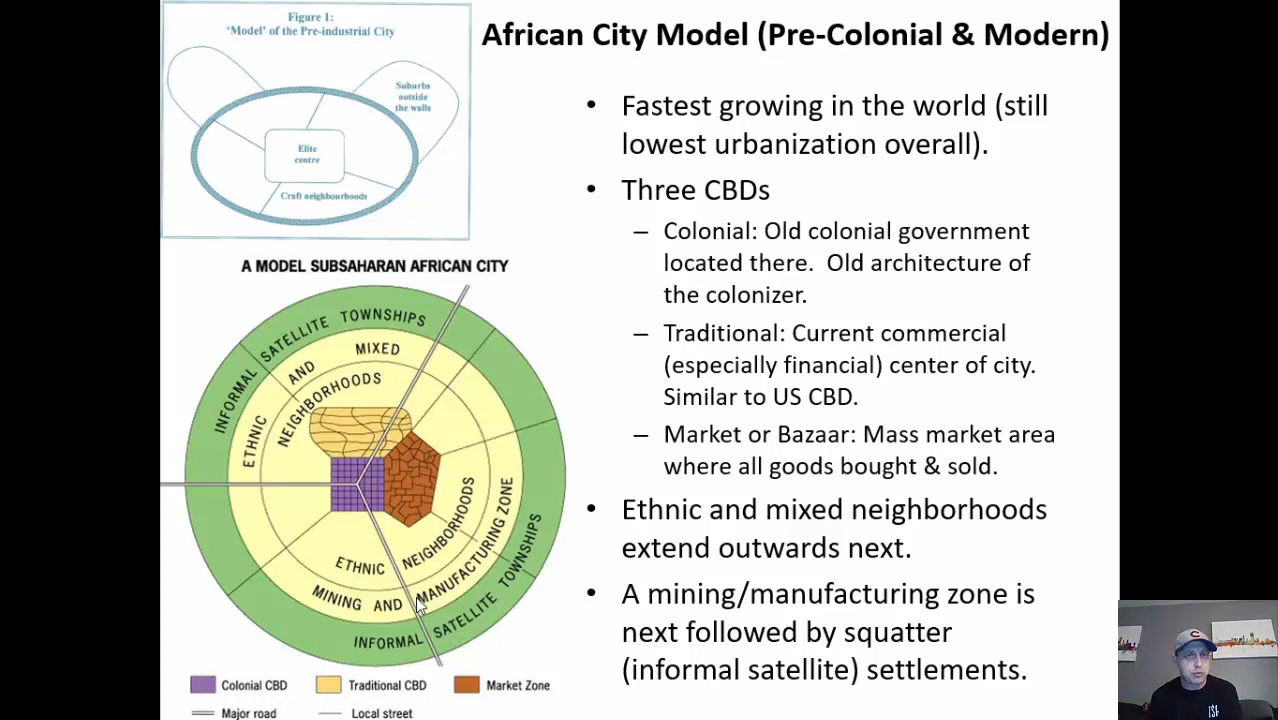 Figure 1:
'Model' of the Pre-industrial City
Suburbs
outside
the walls
Elite
centre
Craft neighbourhoods
African City Model (Pre-Colonial & Modern)
• Fastest growing in the world (still
lowest urbanization overall).
• Three CBDs
– Colonial: Old colonial government
located there. Old architecture of
the colonizer.
– Traditional: Current commercial
(especially financial) center of city.
Similar to US CBD.
– Market or Bazaar: Mass market area
where all goods bought & sold.
• Ethnic and mixed neighborhoods
extend outwards next.
• A mining/manufacturing zone is
next followed by squatter
(informal satellite) settlements.
A MODEL SUBSAHARAN AFRICAN CITY
INFORMAL SATELLITE TOWNSHIPS
ETHNIC AND MIXED
NEIGHBORHOODS
ETHNIC NEIGHBORHOODS
MINING AND MANUFACTURING ZONE
INFORMAL SATELLITE TOWNSHIPS
Colonial CBD
Traditional CBD
Market Zone
Major road
Local street